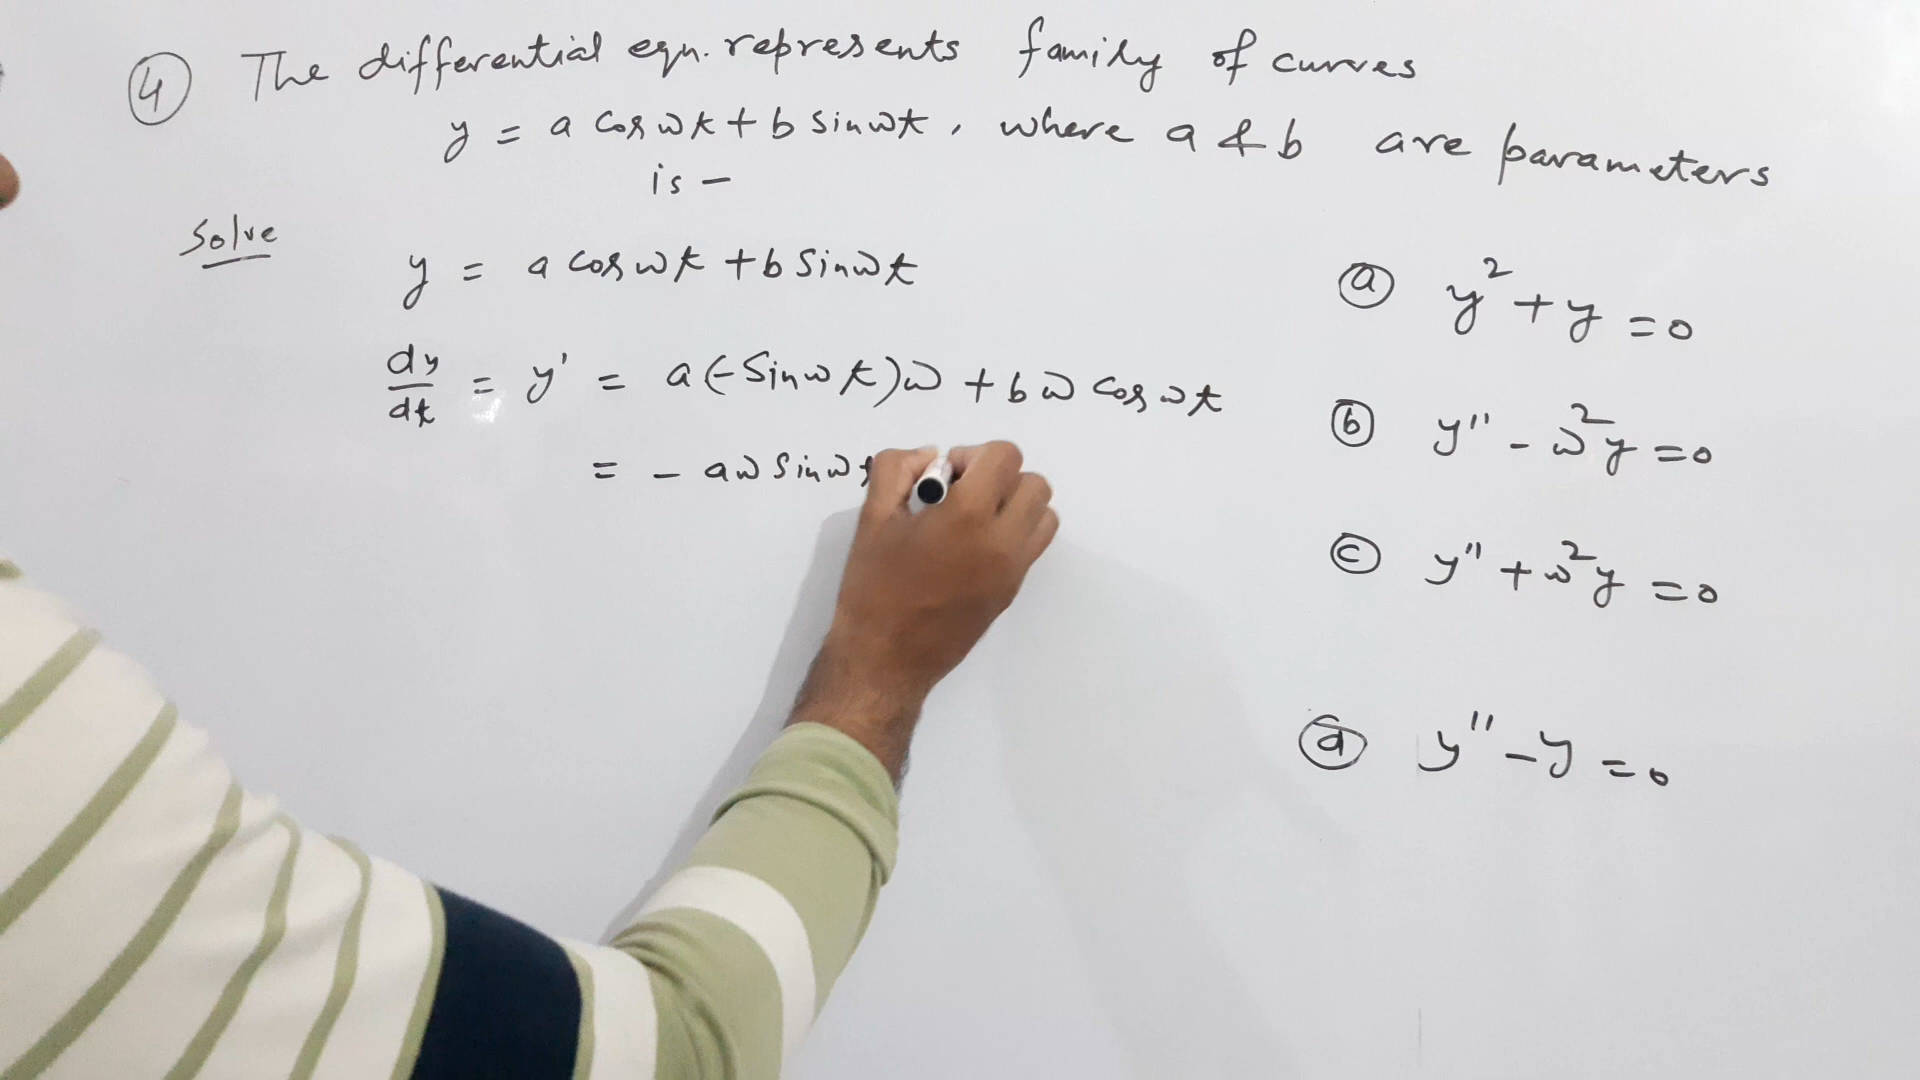 ④ The differential eqn. represents family of curves
y = a cos ωt + b sin ωt, where a & b are parameters
is -
Solve
y = a cos ωt + b sin ωt
dy/dt = y' = a(-sin ωt)ω + bω cos ωt
= - aω sin ωt
ⓐ y² + y = 0
ⓑ y'' - ω²y = 0
ⓒ y'' + ω²y = 0
ⓓ y'' - y = 0